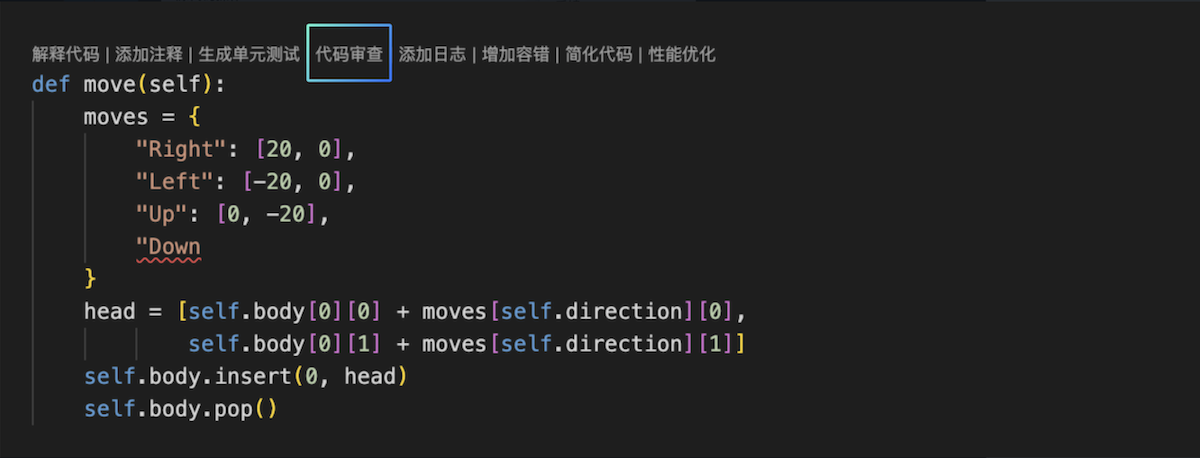 解释代码 | 添加注释 | 生成单元测试 代码审查 添加日志 | 增加容错 | 简化代码 | 性能优化
def move(self):
    moves = {
        "Right": [20, 0],
        "Left": [-20, 0],
        "Up": [0, -20],
        "Down
    }
    head = [self.body[0][0] + moves[self.direction][0],
            self.body[0][1] + moves[self.direction][1]]
    self.body.insert(0, head)
    self.body.pop()